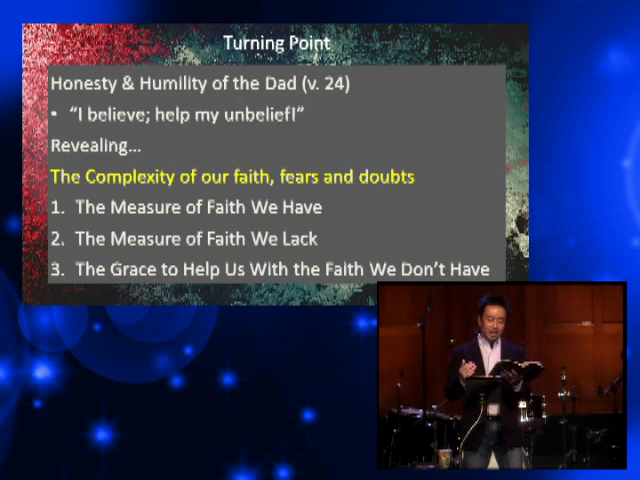 Turning Point
Honesty & Humility of the Dad (v. 24)
▪ "I believe; help my unbelief!"
Revealing...
The Complexity of our faith, fears and doubts
1. The Measure of Faith We Have
2. The Measure of Faith We Lack
3. The Grace to Help Us With the Faith We Don't Have